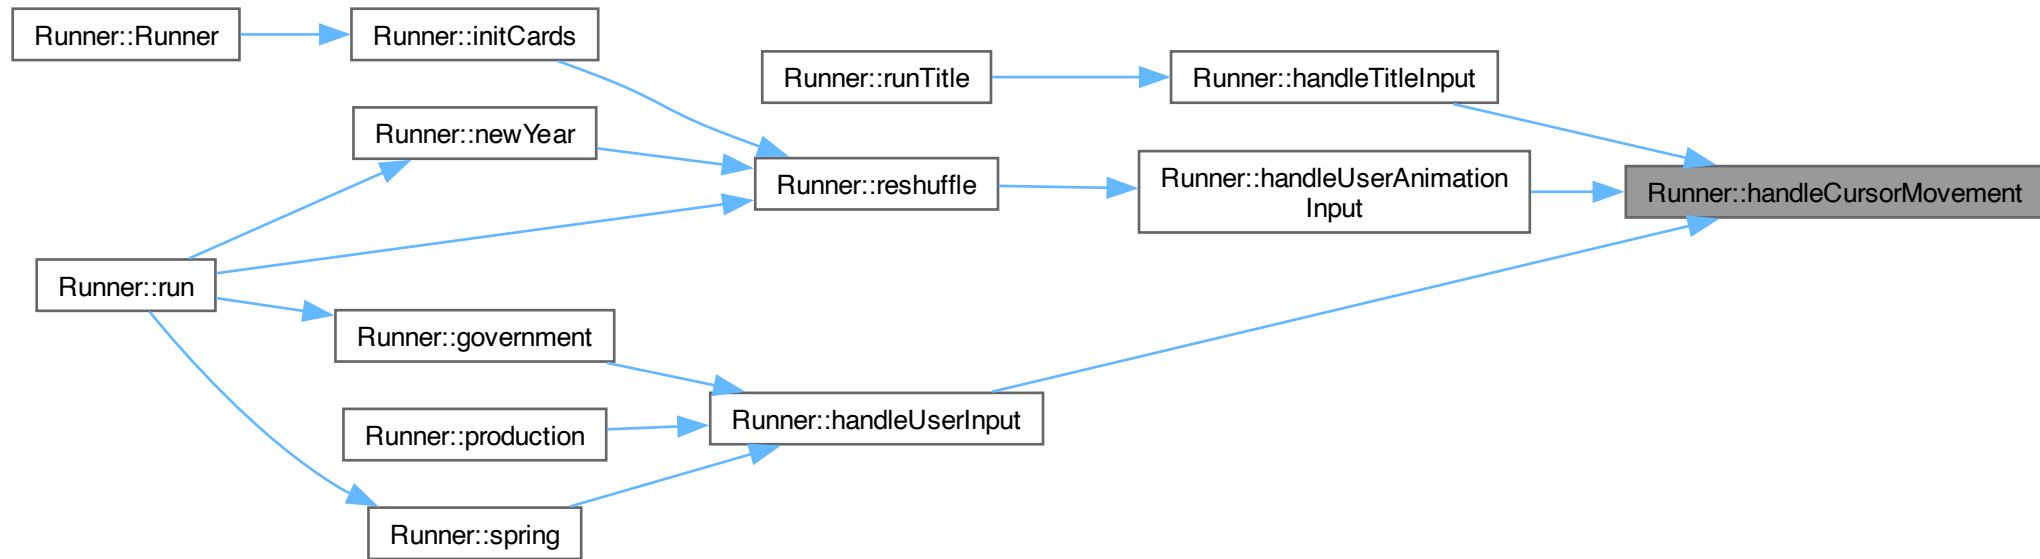 Runner::Runner
Runner::initCards
Runner::runTitle
Runner::handleTitleInput
Runner::newYear
Runner::reshuffle
Runner::handleUserAnimation
Input
Runner::handleCursorMovement
Runner::run
Runner::government
Runner::production
Runner::handleUserInput
Runner::spring